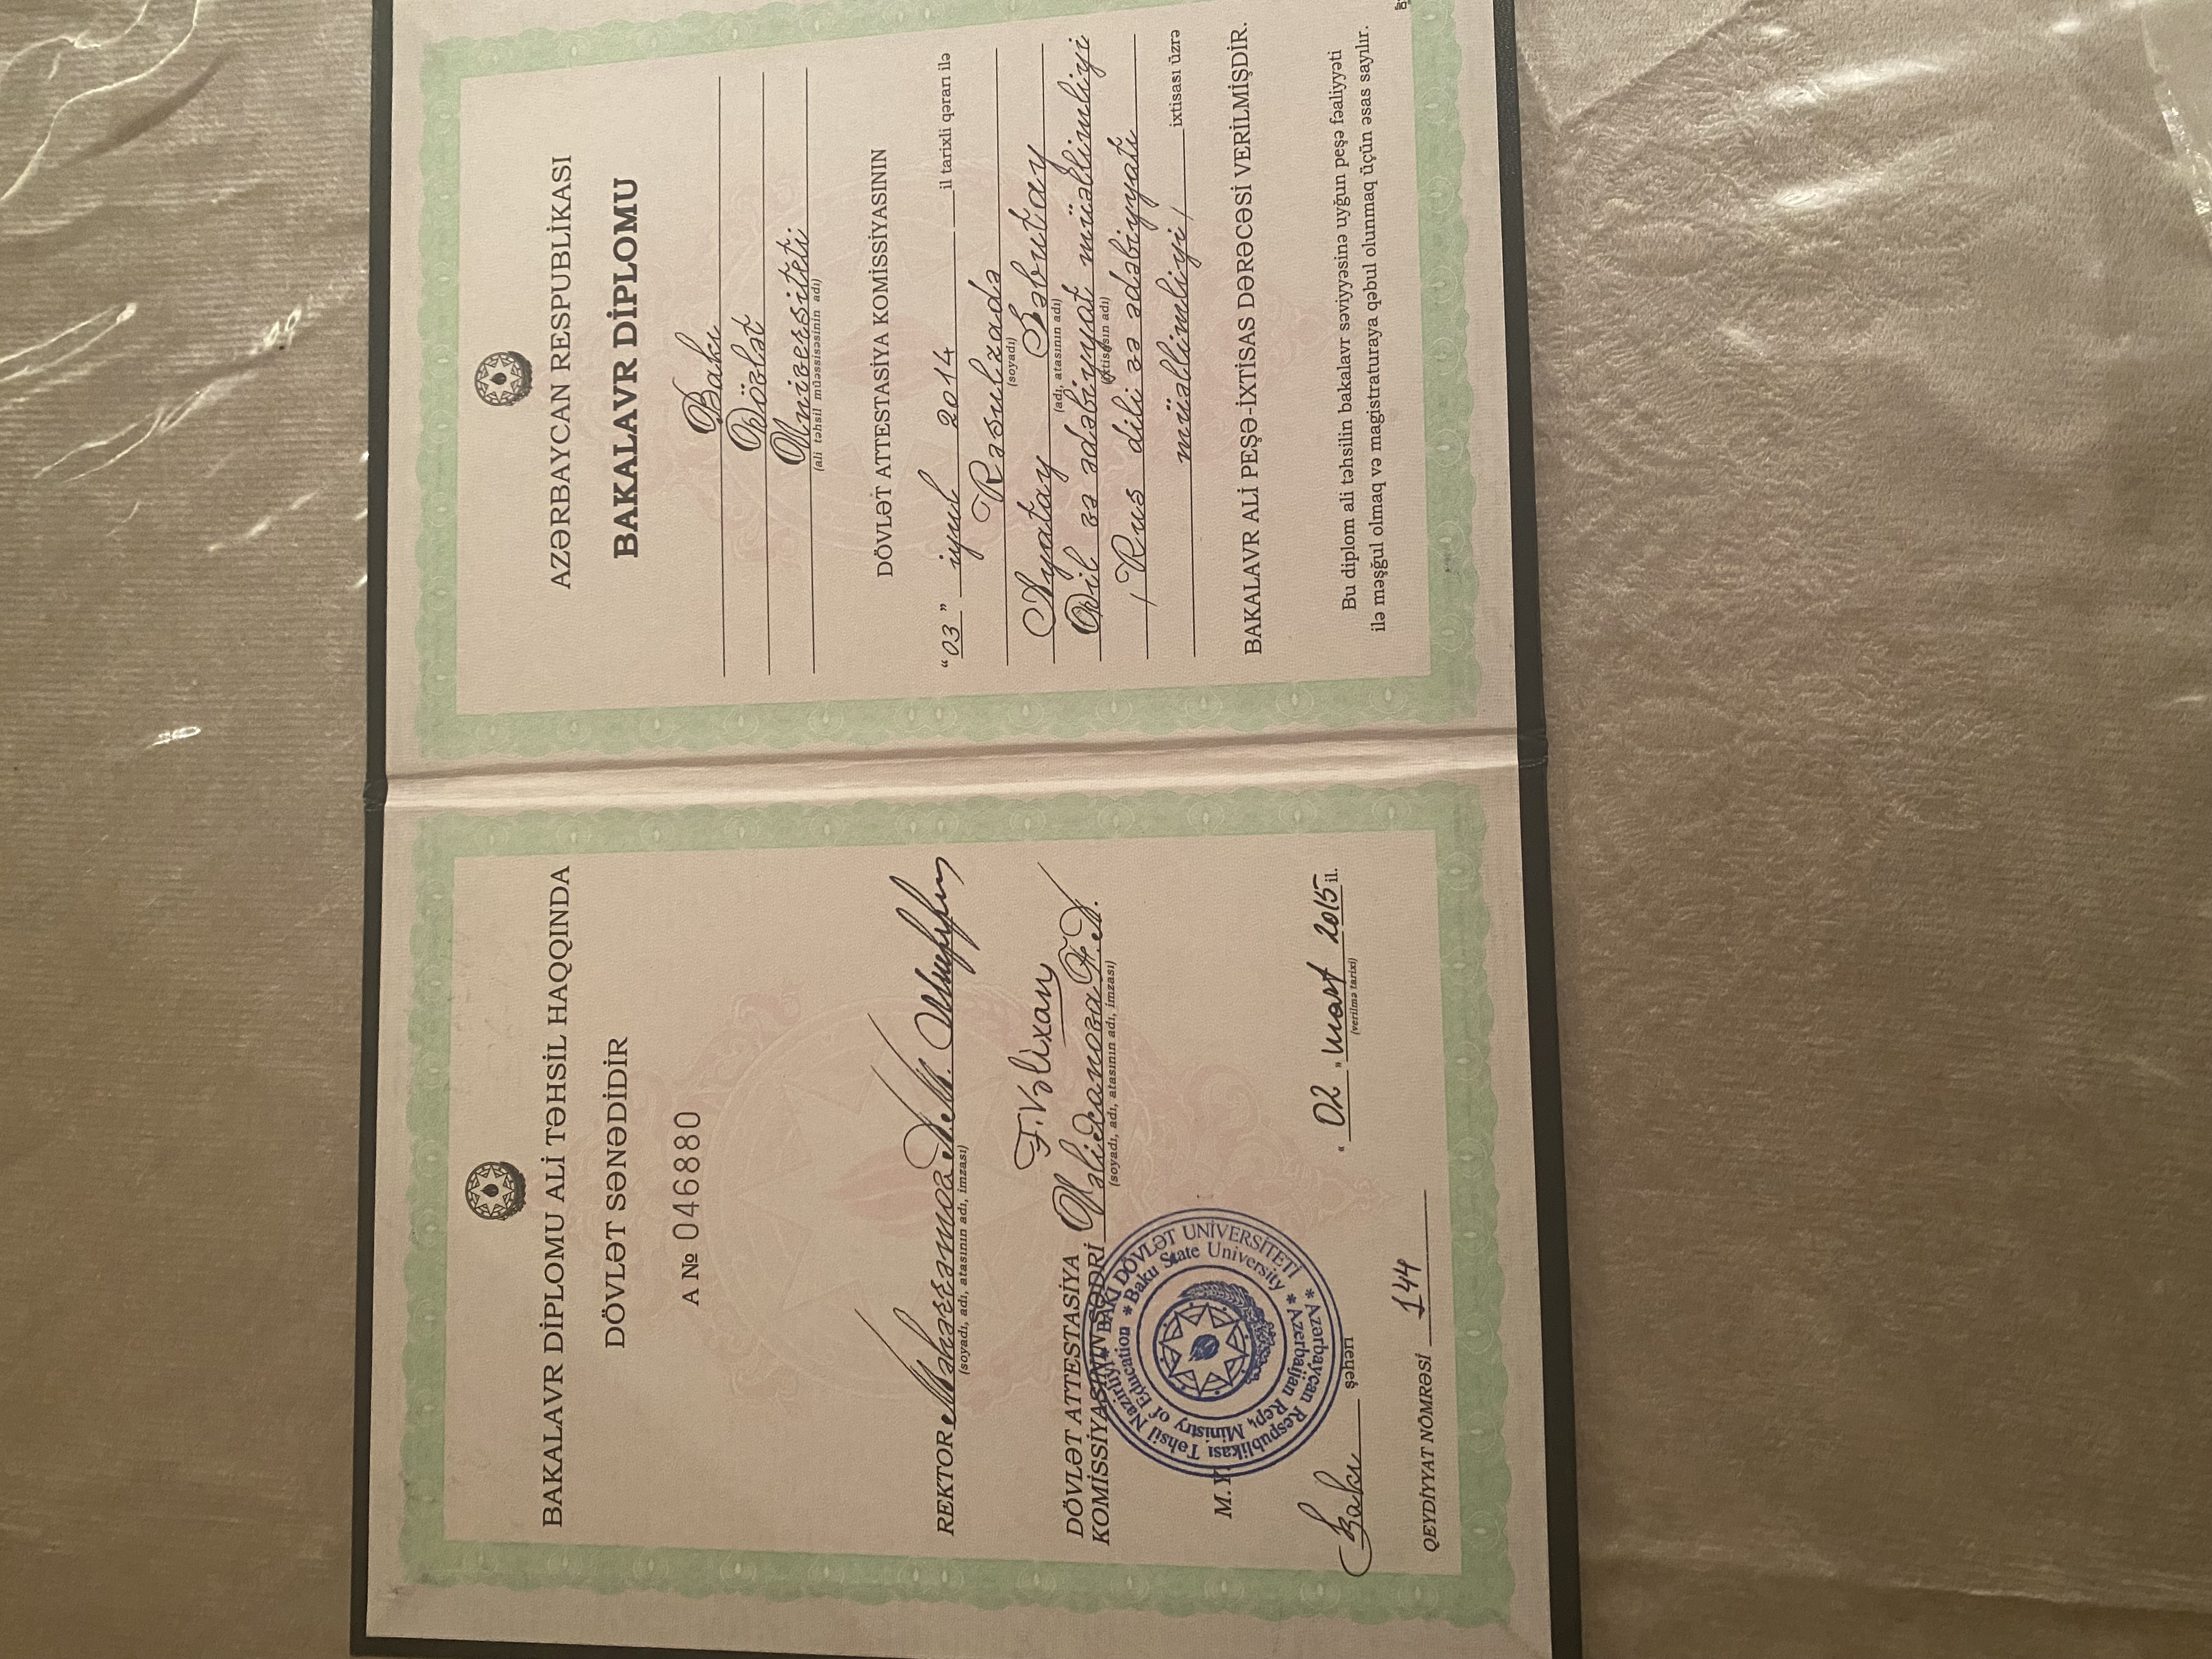 BAKALAVR DİPLOMU ALİ TƏHSİL HAQQINDA
DÖVLƏT SƏNƏDİDİR
A № 046880
REKTOR Məhərrəmov A.M.
(soyadı, adı, atasının adı, imzası)
F.Vəlixan
DÖVLƏT ATTESTASİYA
KOMİSSİYASININ SƏDRİ Vəlixanova F.Ə.
(soyadı, adı, atasının adı, imzası)
BAKI DÖVLƏT UNİVERSİTETİ * Azərbaycan Respublikası Təhsil Nazirliyi *
Baku State University * Azerbaijan Rep. Ministry of Education *
M.Y.
Bakı şəhəri
“ 02 ” mart 2015 il.
(verilmə tarixi)
QEYDİYYAT NÖMRƏSİ 144
AZƏRBAYCAN RESPUBLİKASI
BAKALAVR DİPLOMU
Bakı
Dövlət
Universiteti
(ali təhsil müəssisəsinin adı)
DÖVLƏT ATTESTASİYA KOMİSSİYASININ
“03” iyul 2014 il tarixli qərarı ilə
Rəsulzadə
(soyadı)
Ayatay Səbutay
(adı, atasının adı)
Dil və ədəbiyyat müəllimliyi
(ixtisasın adı)
/Rus dili və ədəbiyyatı
müəllimliyi/ ixtisası üzrə
BAKALAVR ALİ PEŞƏ-İXTİSAS DƏRƏCƏSİ VERİLMİŞDİR.
Bu diplom ali təhsilin bakalavr səviyyəsinə uyğun peşə fəaliyyəti
ilə məşğul olmaq və magistraturaya qəbul olunmaq üçün əsas sayılır.